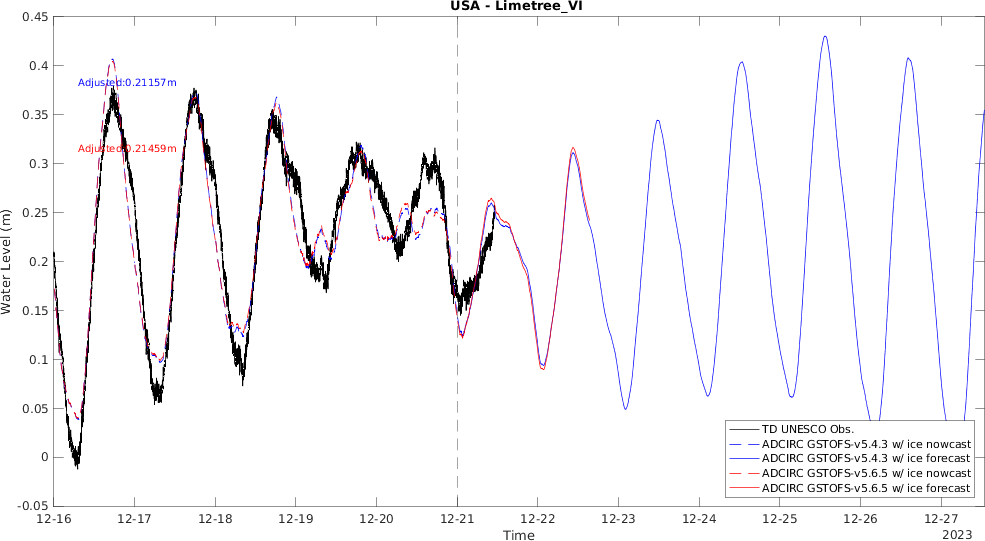 USA - Limetree_VI
0.45
0.4
0.35
0.3
0.25
0.2
0.15
0.1
0.05
0
-0.05
Water Level (m)
Adjusted:0.21157m
Adjusted:0.21459m
TD UNESCO Obs.
ADCIRC GSTOFS-v5.4.3 w/ ice nowcast
ADCIRC GSTOFS-v5.4.3 w/ ice forecast
ADCIRC GSTOFS-v5.6.5 w/ ice nowcast
ADCIRC GSTOFS-v5.6.5 w/ ice forecast
12-16 12-17 12-18 12-19 12-20 12-21 12-22 12-23 12-24 12-25 12-26 12-27
Time
2023